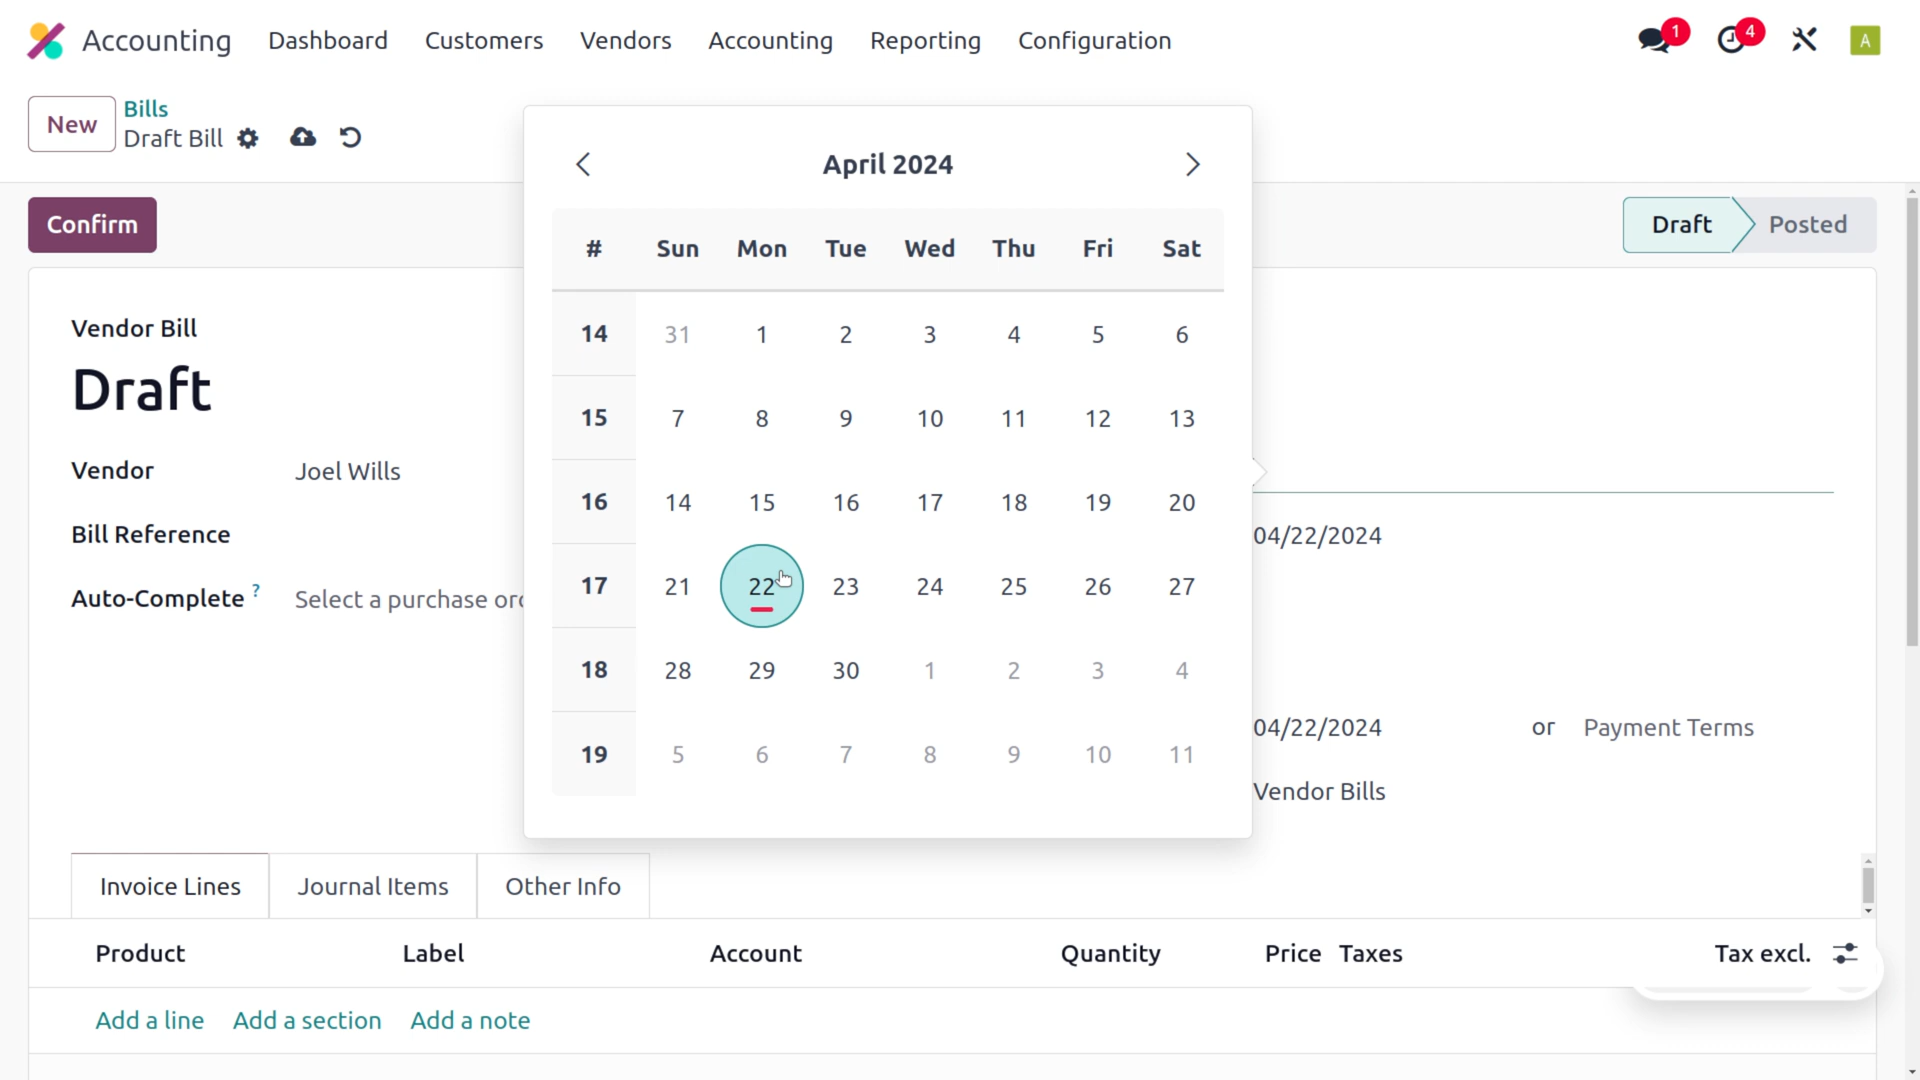 Accounting Dashboard Customers Vendors Accounting Reporting Configuration 1 4 A
New Bills
Draft Bill
April 2024
Confirm
Draft Posted
# Sun Mon Tue Wed Thu Fri Sat
14 31 1 2 3 4 5 6
15 7 8 9 10 11 12 13
16 14 15 16 17 18 19 20
17 21 22 23 24 25 26 27
18 28 29 30 1 2 3 4
19 5 6 7 8 9 10 11
Vendor Bill
Draft
Vendor Joel Wills
Bill Reference
04/22/2024
Auto-Complete ? Select a purchase
04/22/2024 or Payment Terms
Vendor Bills
Invoice Lines Journal Items Other Info
Product Label Account Quantity Price Taxes Tax excl.
Add a line Add a section Add a note